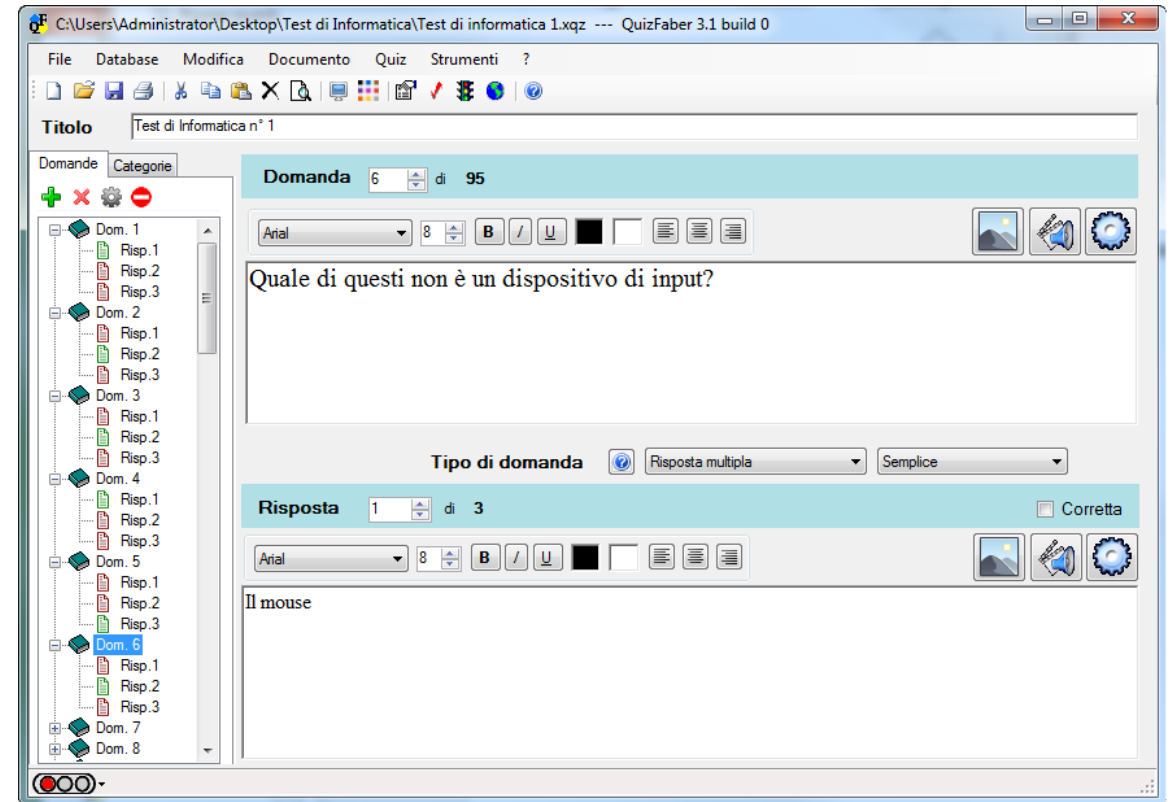 C:\Users\Administrator\Desktop\Test di Informatica\Test di informatica 1.xqz --- QuizFaber 3.1 build 0
File Database Modifica Documento Quiz Strumenti ?
Titolo Test di Informatica n° 1
Domande Categorie
Domanda 6 di 95
Arial 8 B I U
Quale di questi non è un dispositivo di input?
Tipo di domanda Risposta multipla Semplice
Risposta 1 di 3 Corretta
Arial 8 B I U
Il mouse
Dom. 1
Risp.1
Risp.2
Risp.3
Dom. 2
Risp.1
Risp.2
Risp.3
Dom. 3
Risp.1
Risp.2
Risp.3
Dom. 4
Risp.1
Risp.2
Risp.3
Dom. 5
Risp.1
Risp.2
Risp.3
Dom. 6
Risp.1
Risp.2
Risp.3
Dom. 7
Dom. 8